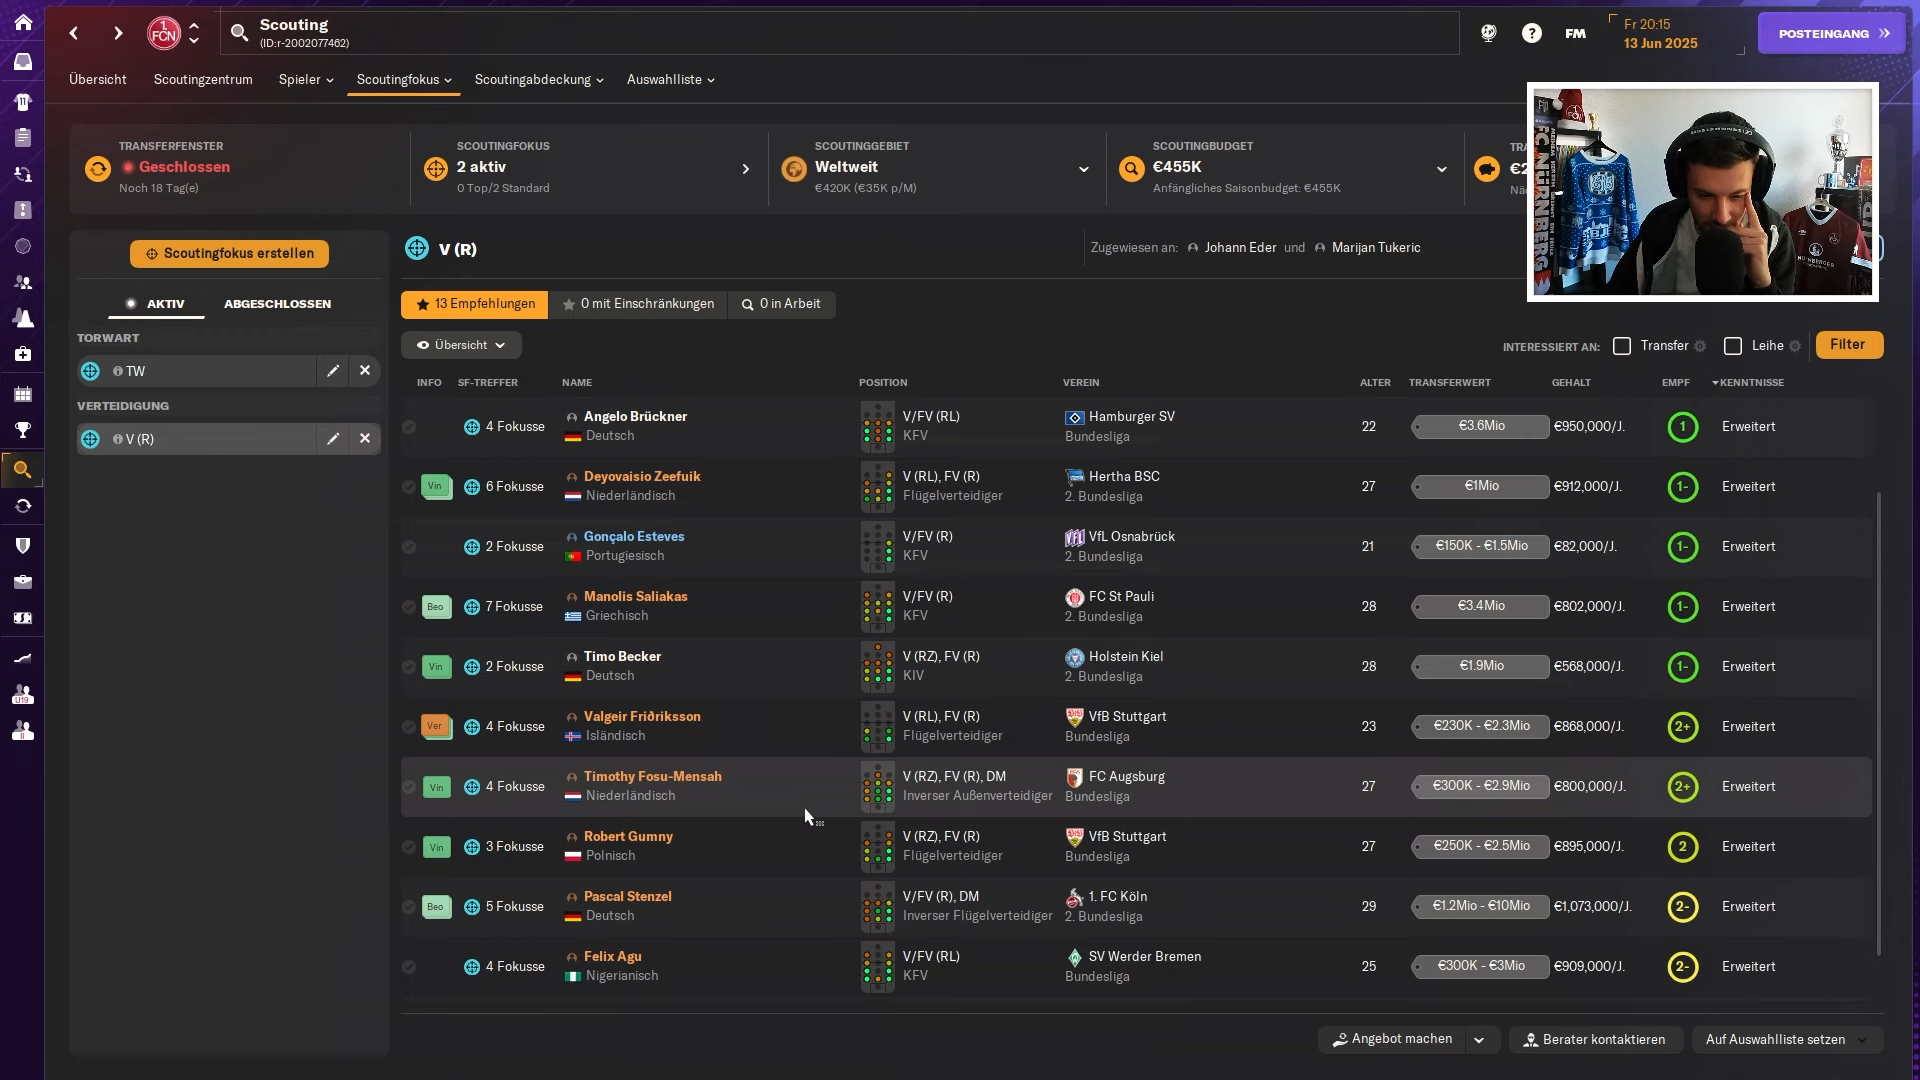 Scouting
(ID:r-2002077462)
FM
Fr 20:15
13 Jun 2025
POSTEINGANG
Übersicht
Scoutingzentrum
Spieler
Scoutingfokus
Scoutingabdeckung
Auswahlliste
TRANSFERFENSTER
Geschlossen
Noch 18 Tag(e)
SCOUTINGFOKUS
2 aktiv
0 Top/2 Standard
SCOUTINGGEBIET
Weltweit
€420K (€35K p/M)
SCOUTINGBUDGET
€455K
Anfängliches Saisonbudget: €455K
Scoutingfokus erstellen
AKTIV
ABGESCHLOSSEN
TORWART
TW
VERTEIDIGUNG
V (R)
V (R)
Zugewiesen an: Johann Eder und Marijan Tukeric
13 Empfehlungen
0 mit Einschränkungen
0 in Arbeit
Übersicht
INTERESSIERT AN: Transfer Leihe
Filter
INFO SF-TREFFER NAME POSITION VEREIN ALTER TRANSFERWERT GEHALT EMPF KENNTNISSE
4 Fokusse Angelo Brückner V/FV (RL) Hamburger SV 22 €3.6Mio €950,000/J. 1 Erweitert
Deutsch KFV Bundesliga
Vin 6 Fokusse Deyovaisio Zeefuik V (RL), FV (R) Hertha BSC 27 €1Mio €912,000/J. 1- Erweitert
Niederländisch Flügelverteidiger 2. Bundesliga
2 Fokusse Gonçalo Esteves V/FV (R) VfL Osnabrück 21 €150K - €1.5Mio €82,000/J. 1- Erweitert
Portugiesisch KFV 2. Bundesliga
Beo 7 Fokusse Manolis Saliakas V/FV (R) FC St Pauli 28 €3.4Mio €802,000/J. 1- Erweitert
Griechisch KFV 2. Bundesliga
Vin 2 Fokusse Timo Becker V (RZ), FV (R) Holstein Kiel 28 €1.9Mio €568,000/J. 1- Erweitert
Deutsch KIV 2. Bundesliga
Ver 4 Fokusse Valgeir Friðriksson V (RL), FV (R) VfB Stuttgart 23 €230K - €2.3Mio €868,000/J. 2+ Erweitert
Isländisch Flügelverteidiger Bundesliga
Vin 4 Fokusse Timothy Fosu-Mensah V (RZ), FV (R), DM FC Augsburg 27 €300K - €2.9Mio €800,000/J. 2+ Erweitert
Niederländisch Inverser Außenverteidiger Bundesliga
Vin 3 Fokusse Robert Gumny V (RZ), FV (R) VfB Stuttgart 27 €250K - €2.5Mio €895,000/J. 2 Erweitert
Polnisch Flügelverteidiger Bundesliga
Beo 5 Fokusse Pascal Stenzel V/FV (R), DM 1. FC Köln 29 €1.2Mio - €10Mio €1,073,000/J. 2- Erweitert
Deutsch Inverser Flügelverteidiger 2. Bundesliga
4 Fokusse Felix Agu V/FV (RL) SV Werder Bremen 25 €300K - €3Mio €909,000/J. 2- Erweitert
Nigerianisch KFV Bundesliga
Angebot machen
Berater kontaktieren
Auf Auswahlliste setzen